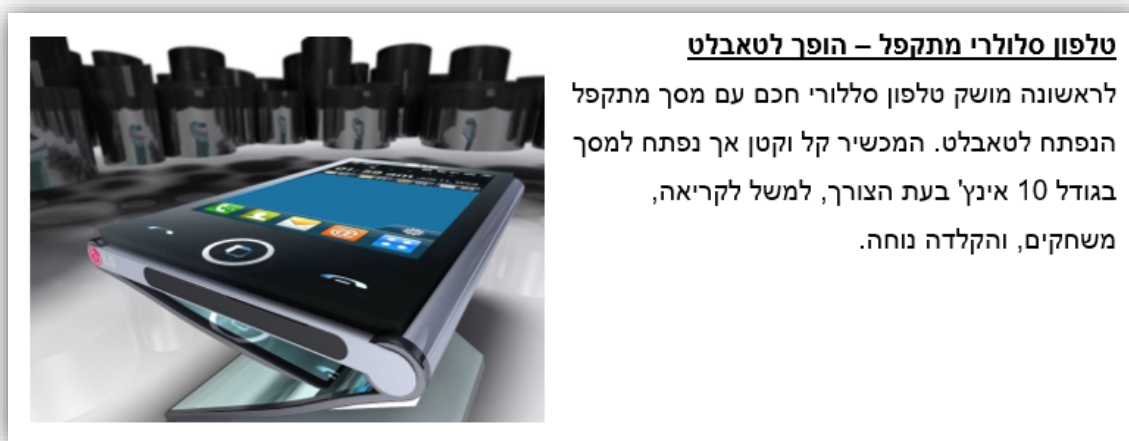 טלפון סלולרי מתקפל – הופך לטאבלט
לראשונה מושק טלפון סללורי חכם עם מסך מתקפל
הנפתח לטאבלט. המכשיר קל וקטן אך נפתח למסך
בגודל 10 אינץ' בעת הצורך, למשל לקריאה,
משחקים, והקלדה נוחה.